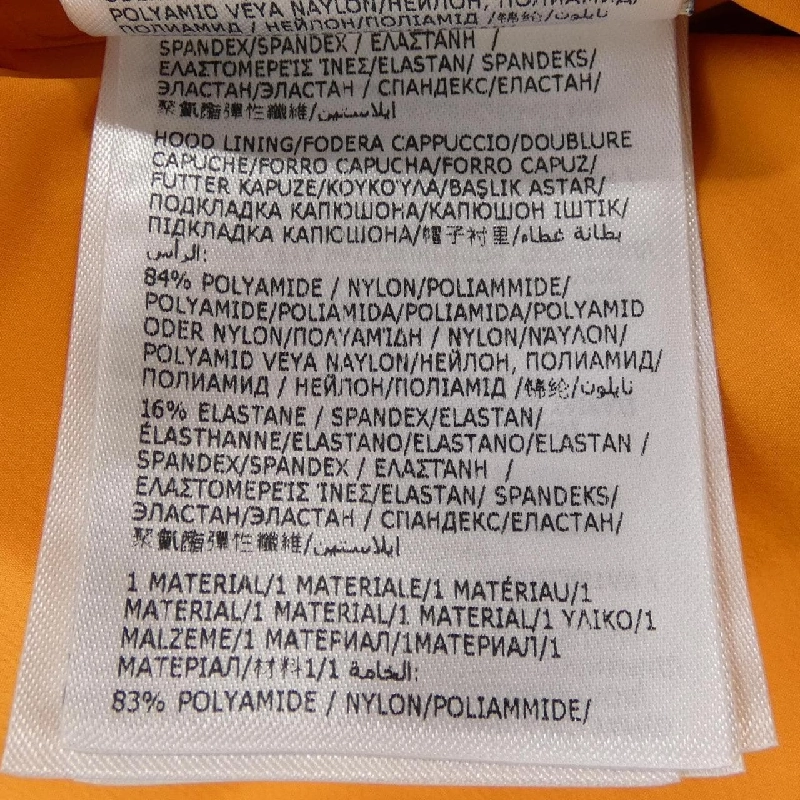 POLYAMID VEYA NAYLON/НЕЙЛОН, ПОЛИАМИД/
ПОЛИАМИД / НЕЙЛОН/ПОЛІАМІД /锦纶/نايلون
SPANDEX/SPANDEX / ΕΛΑΣΤΑΝΗ /
ΕΛΑΣΤΟΜΕΡΕΊΣ ΊΝΕΣ/ELASTAN/ SPANDEKS/
ЭЛАСТАН/ЭЛАСТАН / СПАНДЕКС/ЕЛАСТАН/
聚氨酯彈性纖維/ايلاستين
HOOD LINING/FODERA CAPPUCCIO/DOUBLURE
CAPUCHE/FORRO CAPUCHA/FORRO CAPUZ/
FUTTER KAPUZE/ΚΟΥΚΟΎΛΑ/BAŞLIK ASTAR/
ПОДКЛАДКА КАПЮШОНА/КАПЮШОН ІШТІК/
ПІДКЛАДКА КАПЮШОНА/帽子衬里/بطانة غطاء
الرأس:
84% POLYAMIDE / NYLON/POLIAMMIDE/
POLYAMIDE/POLIAMIDA/POLIAMIDA/POLYAMID
ODER NYLON/ΠΟΛΥΑΜΊΔΗ / NYLON/ΝΆΥΛΟΝ/
POLYAMID VEYA NAYLON/НЕЙЛОН, ПОЛИАМИД/
ПОЛИАМИД / НЕЙЛОН/ПОЛІАМІД /锦纶/نايلون
16% ELASTANE / SPANDEX/ELASTAN/
ÉLASTHANNE/ELASTANO/ELASTANO/ELASTAN /
SPANDEX/SPANDEX / ΕΛΑΣΤΑΝΗ /
ΕΛΑΣΤΟΜΕΡΕΊΣ ΊΝΕΣ/ELASTAN/ SPANDEKS/
ЭЛАСТАН/ЭЛАСТАН / СПАНДЕКС/ЕЛАСТАН/
聚氨酯彈性纖維/ايلاستين
1 MATERIAL/1 MATERIALE/1 MATÉRIAU/1
MATERIAL/1 MATERIAL/1 MATERIAL/1 ΥΛΙΚΌ/1
MALZEME/1 МАТЕРИАЛ/1МАТЕРИАЛ/1
МАТЕРІАЛ/材料1/1 الخامة:
83% POLYAMIDE / NYLON/POLIAMMIDE/